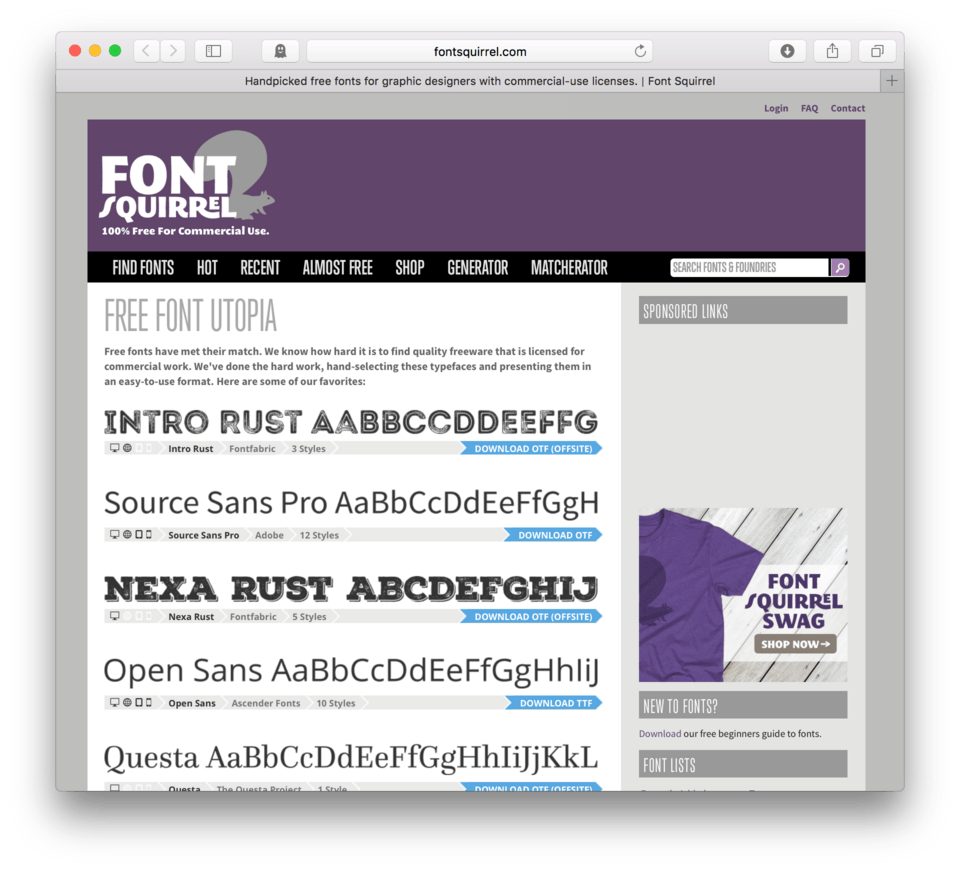 fontsquirrel.com
Handpicked free fonts for graphic designers with commercial-use licenses. | Font Squirrel
Login FAQ Contact
FONT
SQUIRREL
100% Free For Commercial Use.
FIND FONTS HOT RECENT ALMOST FREE SHOP GENERATOR MATCHERATOR SEARCH FONTS & FOUNDRIES
FREE FONT UTOPIA
Free fonts have met their match. We know how hard it is to find quality freeware that is licensed for
commercial work. We've done the hard work, hand-selecting these typefaces and presenting them in
an easy-to-use format. Here are some of our favorites:
INTRO RUST AABBCCDDEEFFG
Intro Rust Fontfabric 3 Styles DOWNLOAD OTF (OFFSITE)
Source Sans Pro AaBbCcDdEeFfGgH
Source Sans Pro Adobe 12 Styles DOWNLOAD OTF
NEXA RUST ABCDEFGHIJ
Nexa Rust Fontfabric 5 Styles DOWNLOAD OTF (OFFSITE)
Open Sans AaBbCcDdEeFfGgHhIiJ
Open Sans Ascender Fonts 10 Styles DOWNLOAD TTF
Questa AaBbCcDdEeFfGgHhIiJjKkL
Questa The Questa Project 1 Style DOWNLOAD OTF (OFFSITE)
SPONSORED LINKS
FONT
SQUIRREL
SWAG
SHOP NOW→
NEW TO FONTS?
Download our free beginners guide to fonts.
FONT LISTS